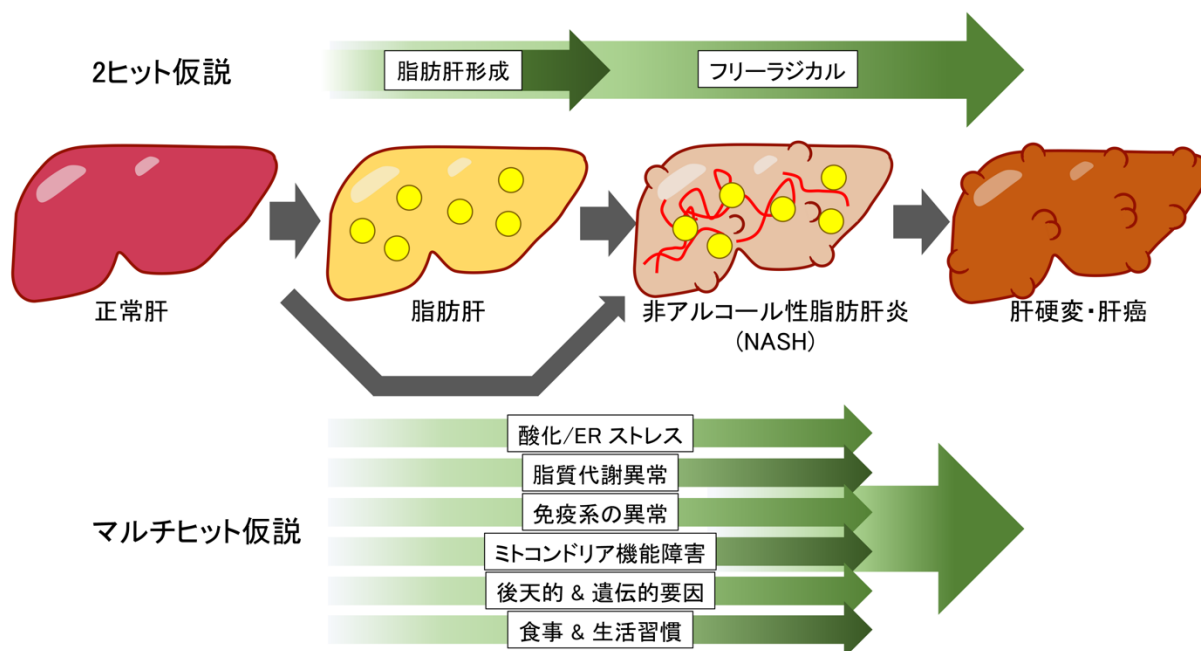 2ヒット仮説
脂肪肝形成
フリーラジカル
正常肝
脂肪肝
非アルコール性脂肪肝炎
(NASH)
肝硬変・肝癌
マルチヒット仮説
酸化/ER ストレス
脂質代謝異常
免疫系の異常
ミトコンドリア機能障害
後天的 & 遺伝的要因
食事 & 生活習慣